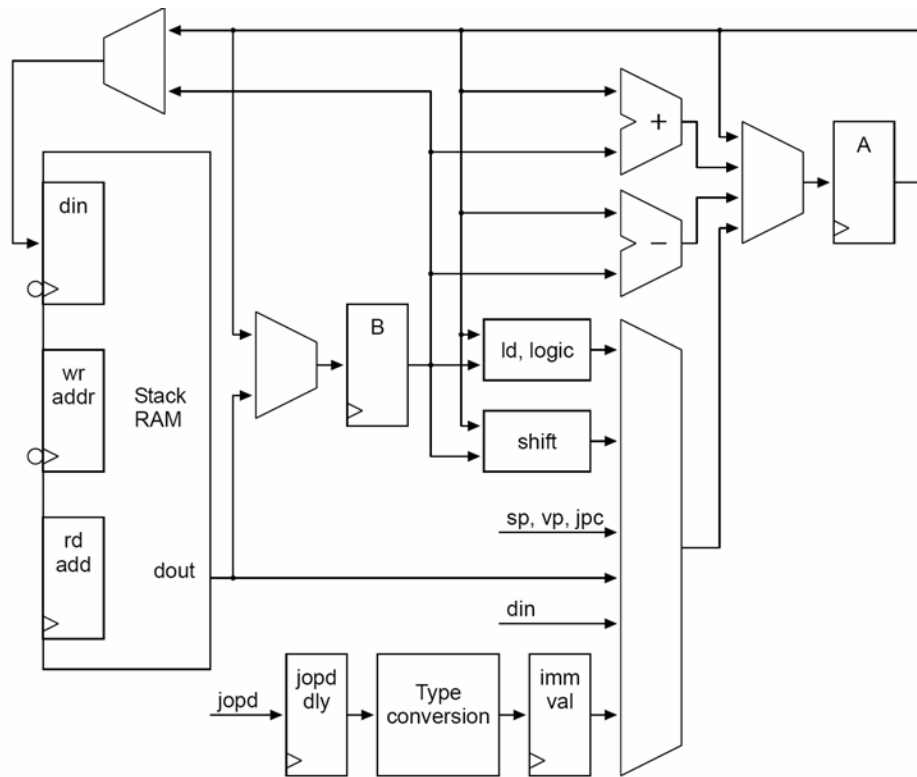 +
A
din
−
B
ld, logic
wr
addr
Stack
RAM
shift
sp, vp, jpc
rd
add
dout
din
jopd
jopd
dly
Type
conversion
imm
val